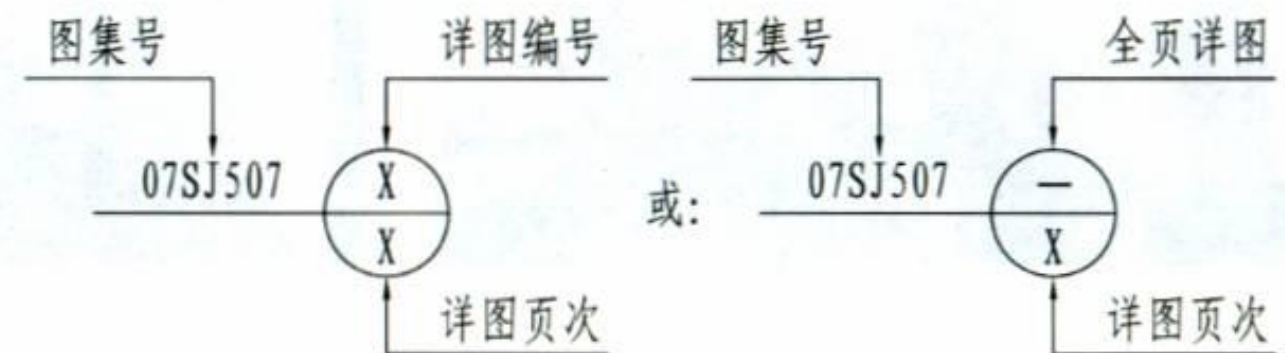 图集号 详图编号 图集号 全页详图
07SJ507 X 或: 07SJ507 —
X X
详图页次 详图页次